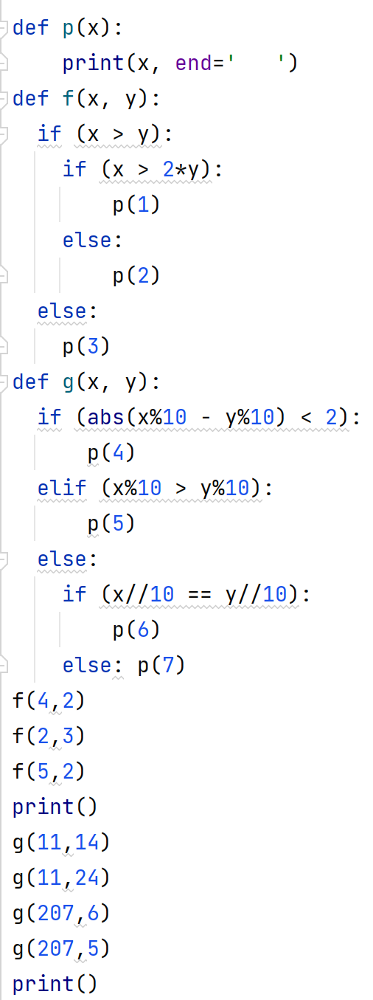 def p(x):
    print(x, end='   ')
def f(x, y):
  if (x > y):
    if (x > 2*y):
        p(1)
    else:
        p(2)
  else:
    p(3)
def g(x, y):
  if (abs(x%10 - y%10) < 2):
      p(4)
  elif (x%10 > y%10):
      p(5)
  else:
    if (x//10 == y//10):
        p(6)
    else: p(7)
f(4,2)
f(2,3)
f(5,2)
print()
g(11,14)
g(11,24)
g(207,6)
g(207,5)
print()